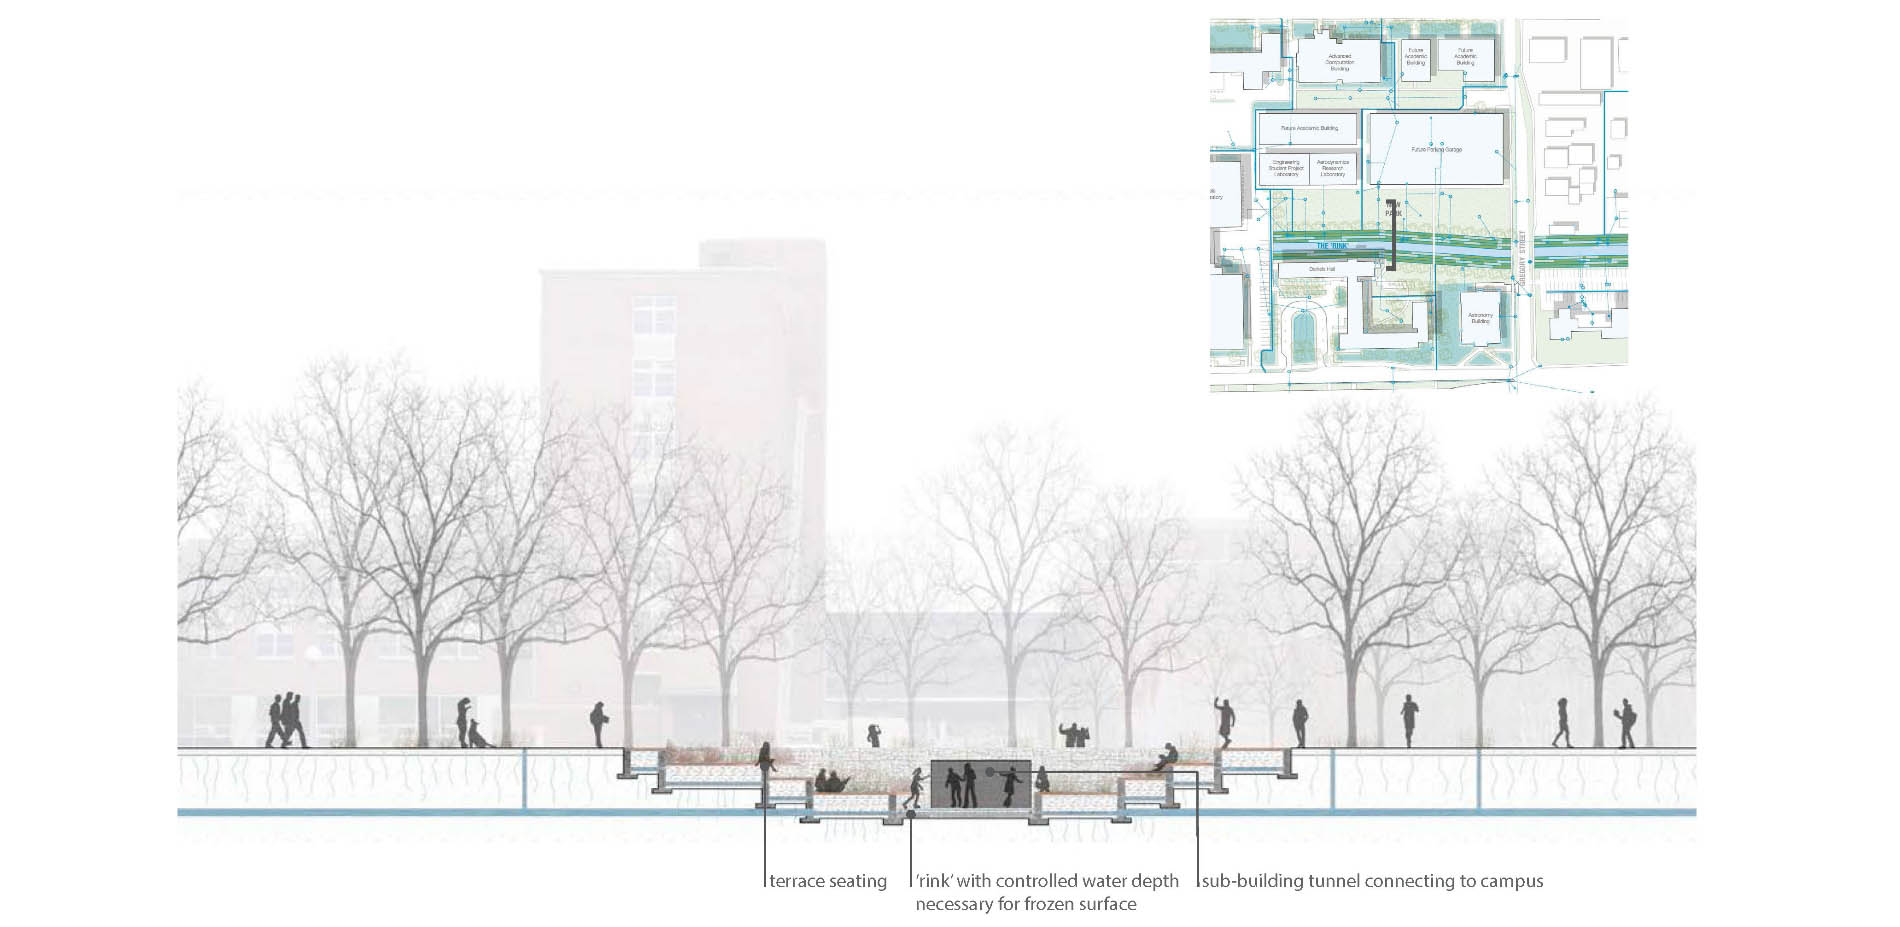 Advanced
Computation
Building
Future
Academic
Building
Future
Academic
Building
Future Academic Building
Future Parking Garage
Engineering
Student Project
Laboratory
Aerodynamics
Research
Laboratory
PARK
THE 'RINK'
GREGORY STREET
Daniels Hall
Astronomy
Building
terrace seating
'rink' with controlled water depth
necessary for frozen surface
sub-building tunnel connecting to campus